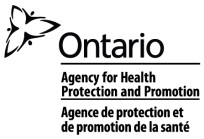 Ontario
Agency for Health
Protection and Promotion
Agence de protection et
de promotion de la santé